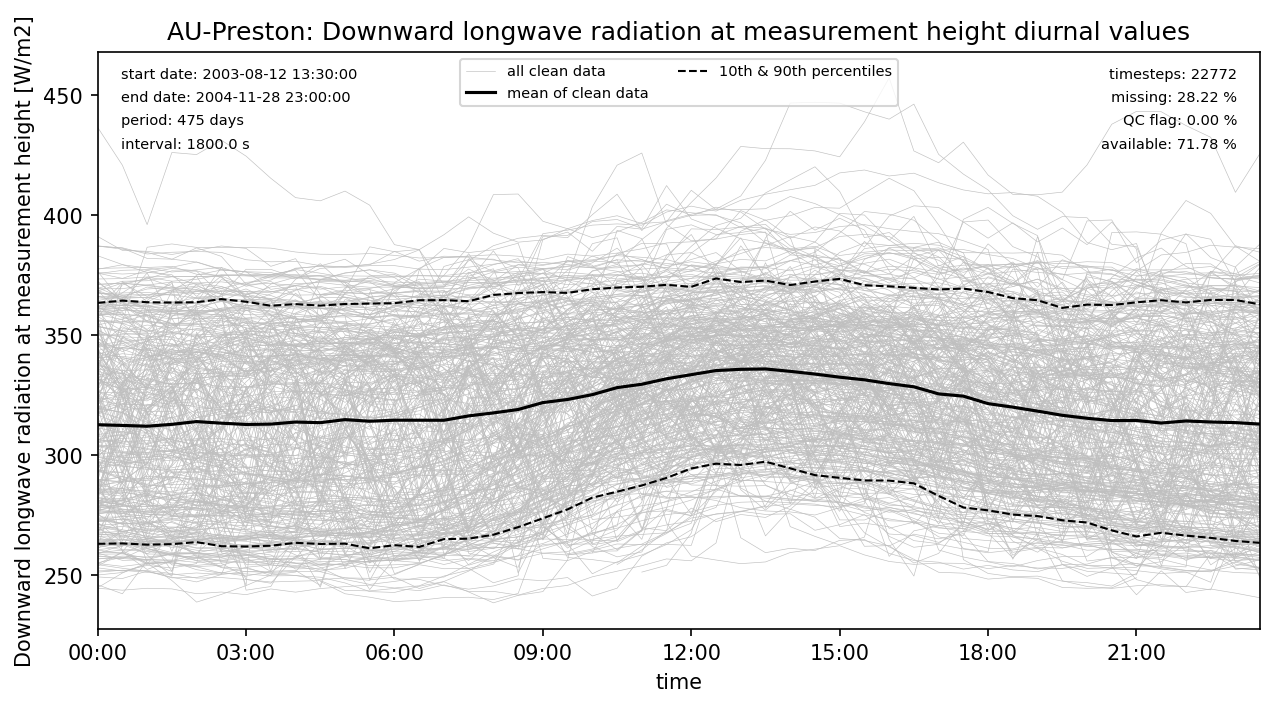 AU-Preston: Downward longwave radiation at measurement height diurnal values
Downward longwave radiation at measurement height [W/m2]
start date: 2003-08-12 13:30:00
end date: 2004-11-28 23:00:00
period: 475 days
interval: 1800.0 s
all clean data
mean of clean data
10th & 90th percentiles
timesteps: 22772
missing: 28.22 %
QC flag: 0.00 %
available: 71.78 %
450
400
350
300
250
00:00 03:00 06:00 09:00 12:00 15:00 18:00 21:00
time